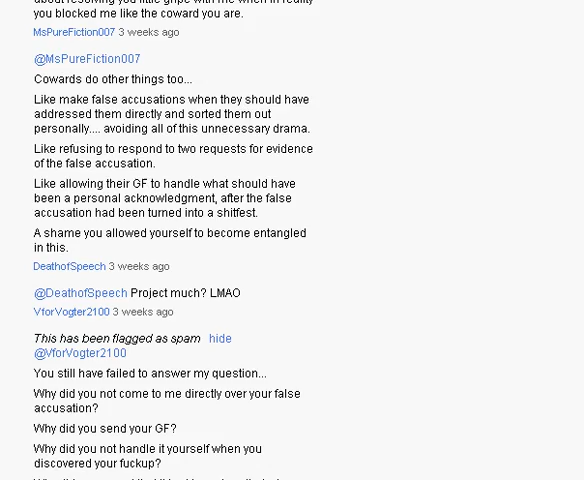 about resolving you little gripe with me when in reality
you blocked me like the coward you are.
MsPureFiction007 3 weeks ago
@MsPureFiction007
Cowards do other things too...
Like make false accusations when they should have
addressed them directly and sorted them out
personally.... avoiding all of this unnecessary drama.
Like refusing to respond to two requests for evidence
of the false accusation.
Like allowing their GF to handle what should have
been a personal acknowledgment, after the false
accusation had been turned into a shitfest.
A shame you allowed yourself to become entangled
in this.
DeathofSpeech 3 weeks ago
@DeathofSpeech Project much? LMAO
VforVogter2100 3 weeks ago
This has been flagged as spam hide
@VforVogter2100
You still have failed to answer my question...
Why did you not come to me directly over your false
accusation?
Why did you send your GF?
Why did you not handle it yourself when you
discovered your fuckup?